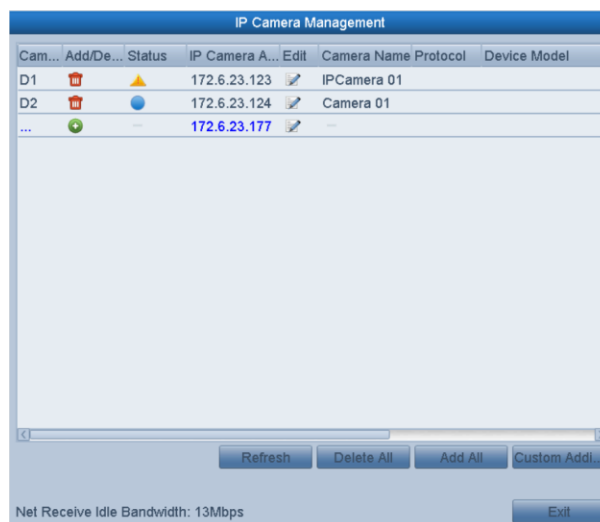 IP Camera Management
Cam... Add/De... Status IP Camera A... Edit Camera Name Protocol Device Model
D1 172.6.23.123 IPCamera 01
D2 172.6.23.124 Camera 01
... — 172.6.23.177 —
Refresh Delete All Add All Custom Addi...
Net Receive Idle Bandwidth: 13Mbps Exit